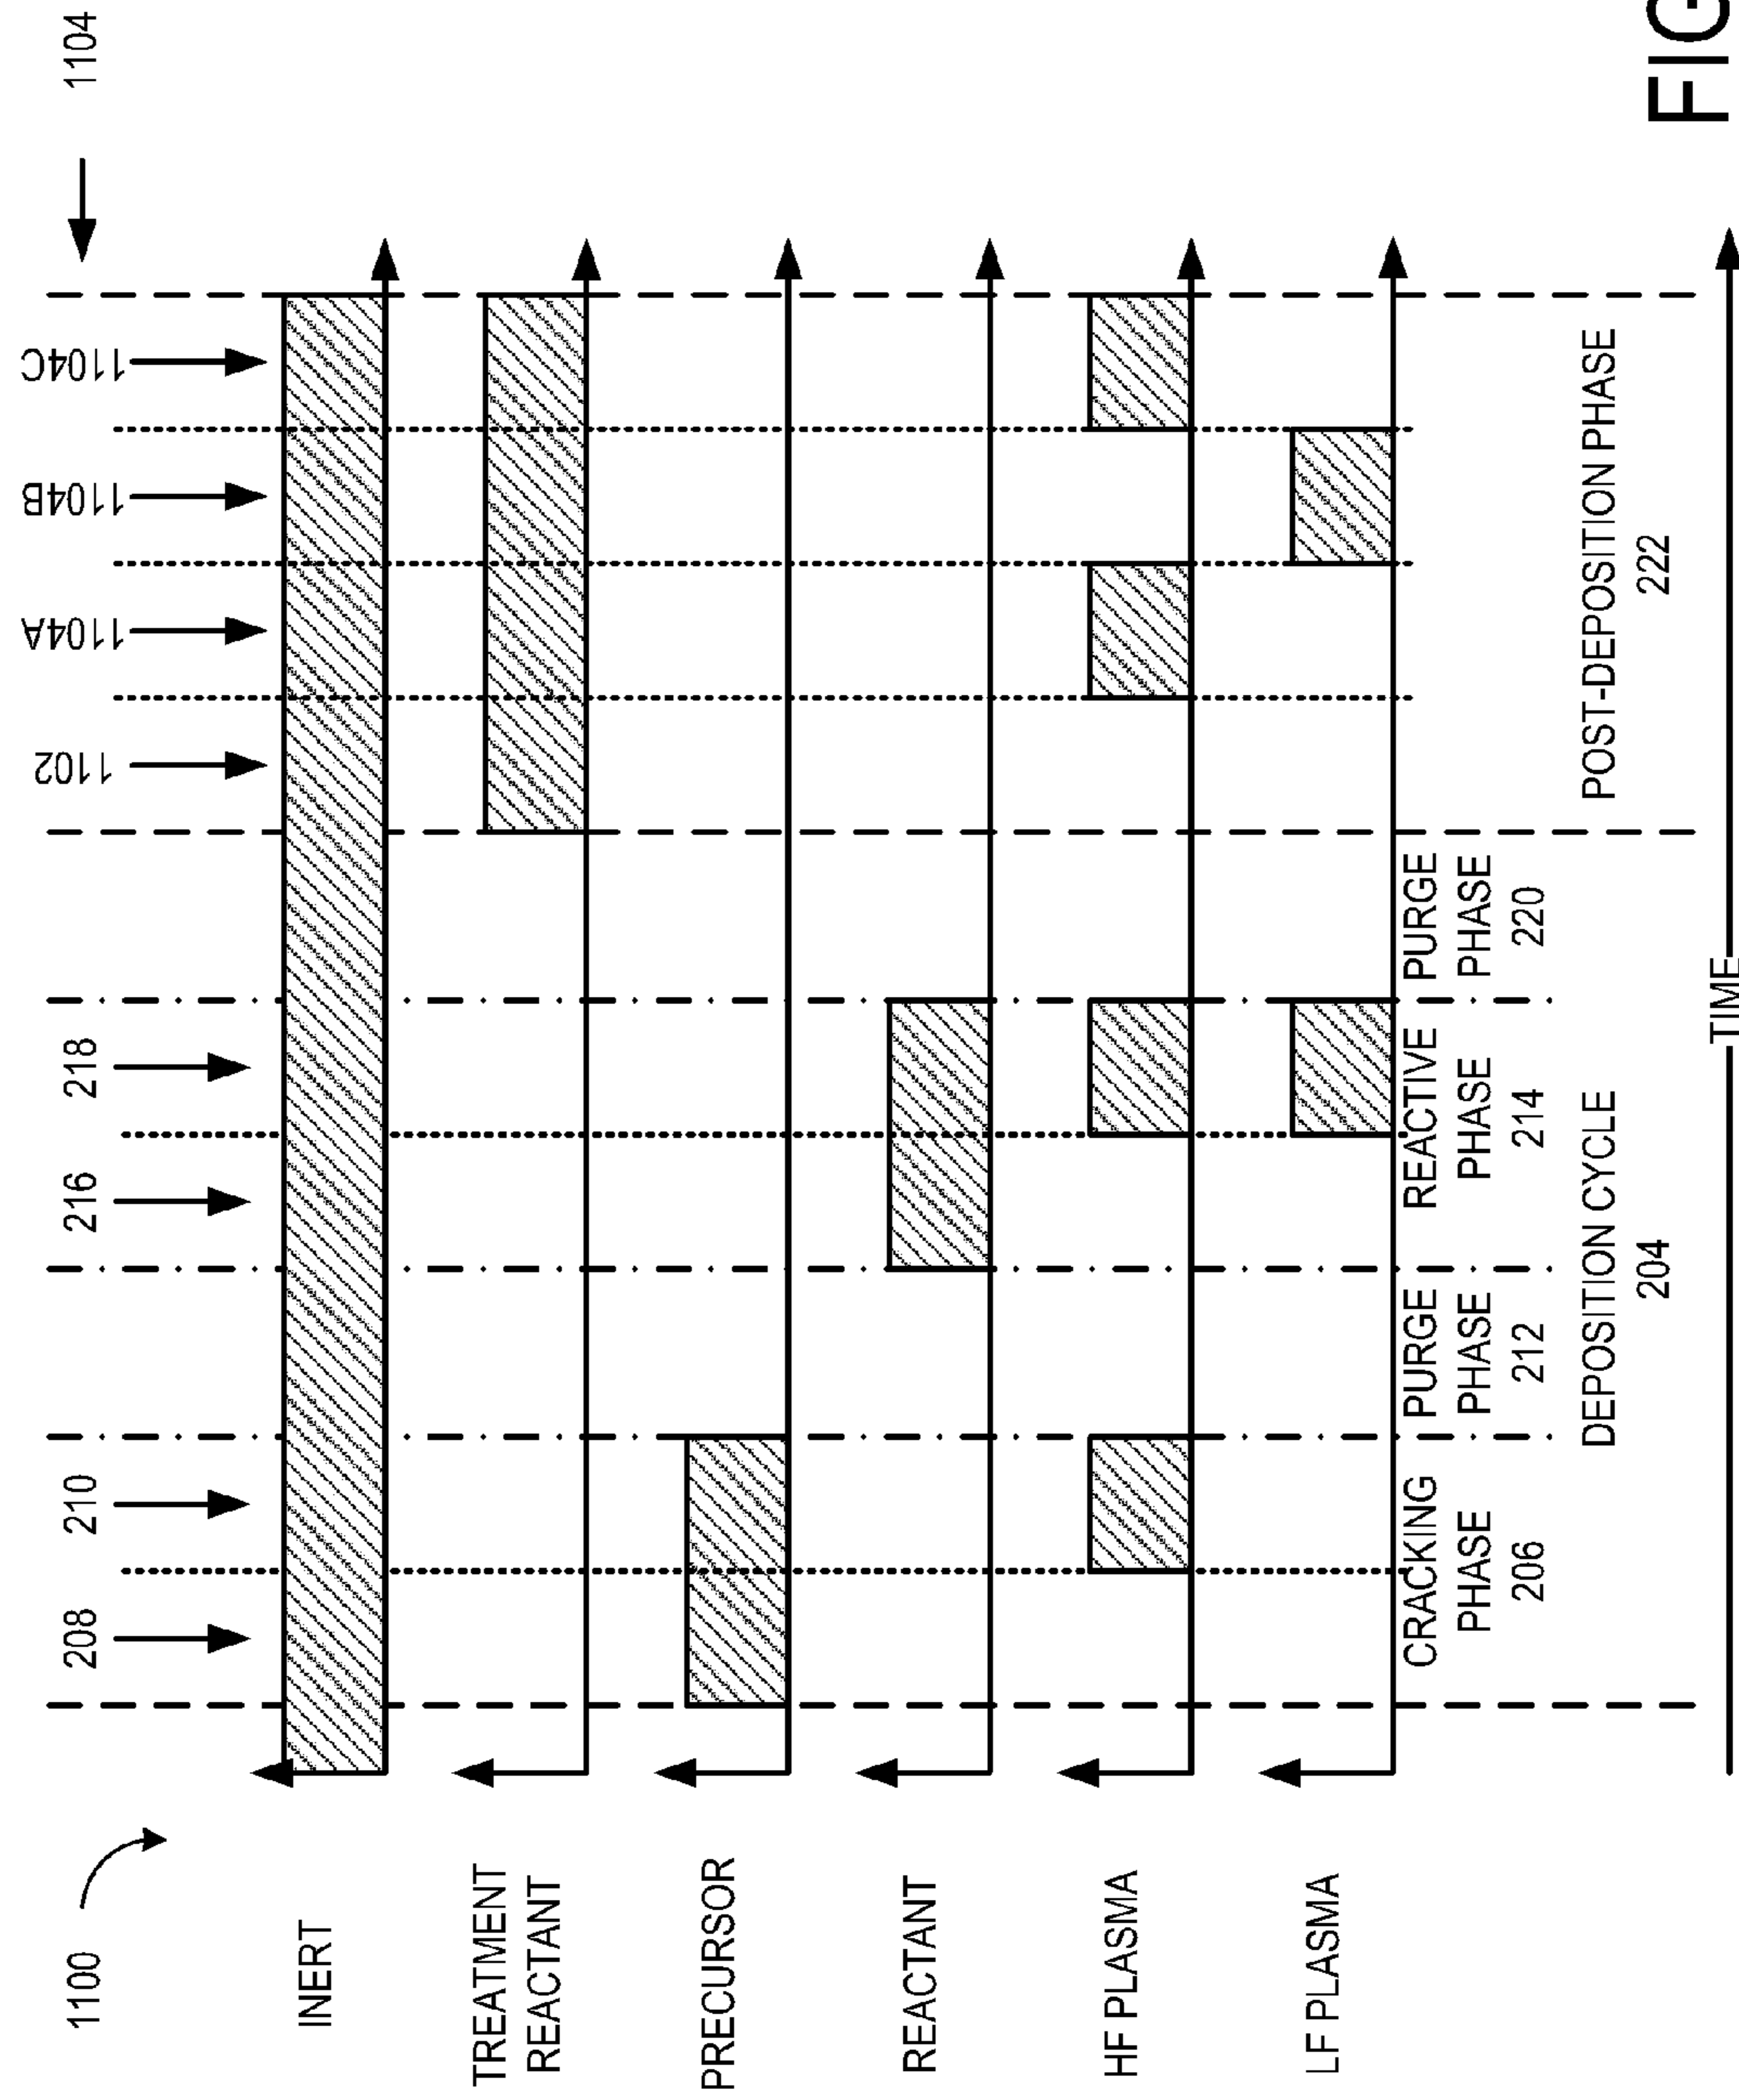 1100
1104
208
210
216
218
1102
1104A
1104B
1104C
INERT
TREATMENT
REACTANT
PRECURSOR
REACTANT
HF PLASMA
LF PLASMA
CRACKING
PHASE
206
PURGE
PHASE
212
REACTIVE
PHASE
214
PURGE
PHASE
220
DEPOSITION CYCLE
204
POST-DEPOSITION PHASE
222
TIME
FIG